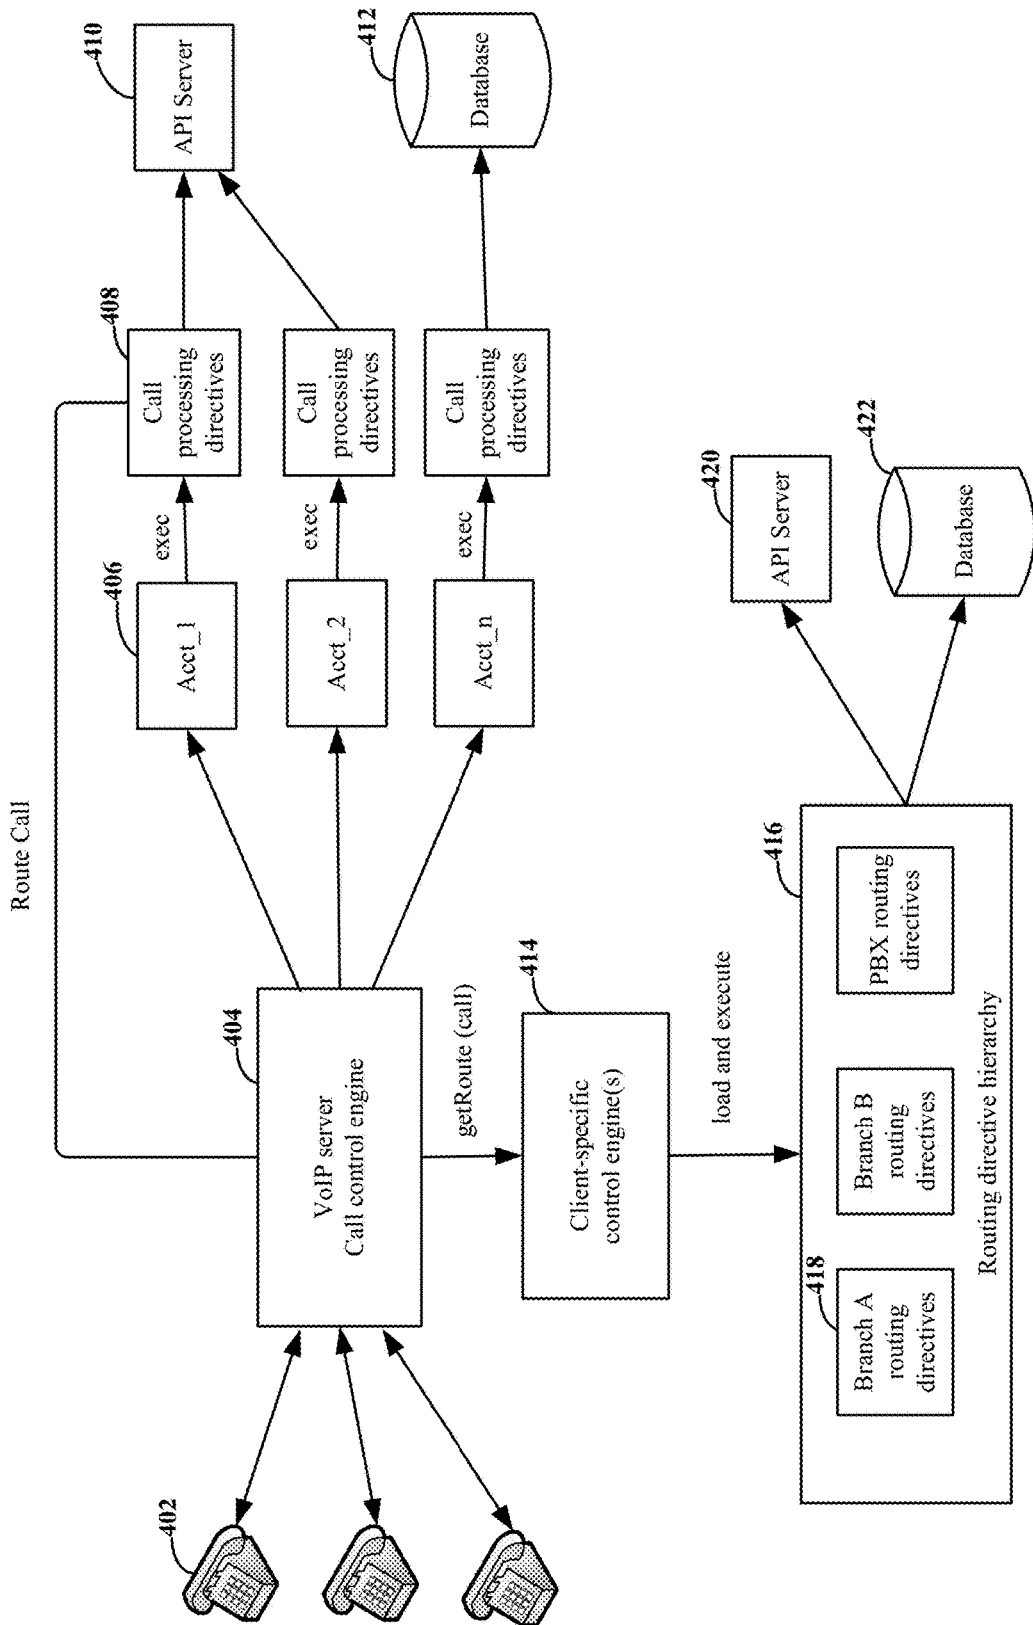 Route Call
402
404
VoIP server
Call control engine
406
Acct_1
exec
408
Call
processing
directives
410
API Server
Acct_2
exec
Call
processing
directives
Acct_n
exec
Call
processing
directives
412
Database
getRoute (call)
414
Client-specific
control engine(s)
load and execute
416
418
Branch A
routing
directives
Branch B
routing
directives
PBX routing
directives
Routing directive hierarchy
420
API Server
422
Database